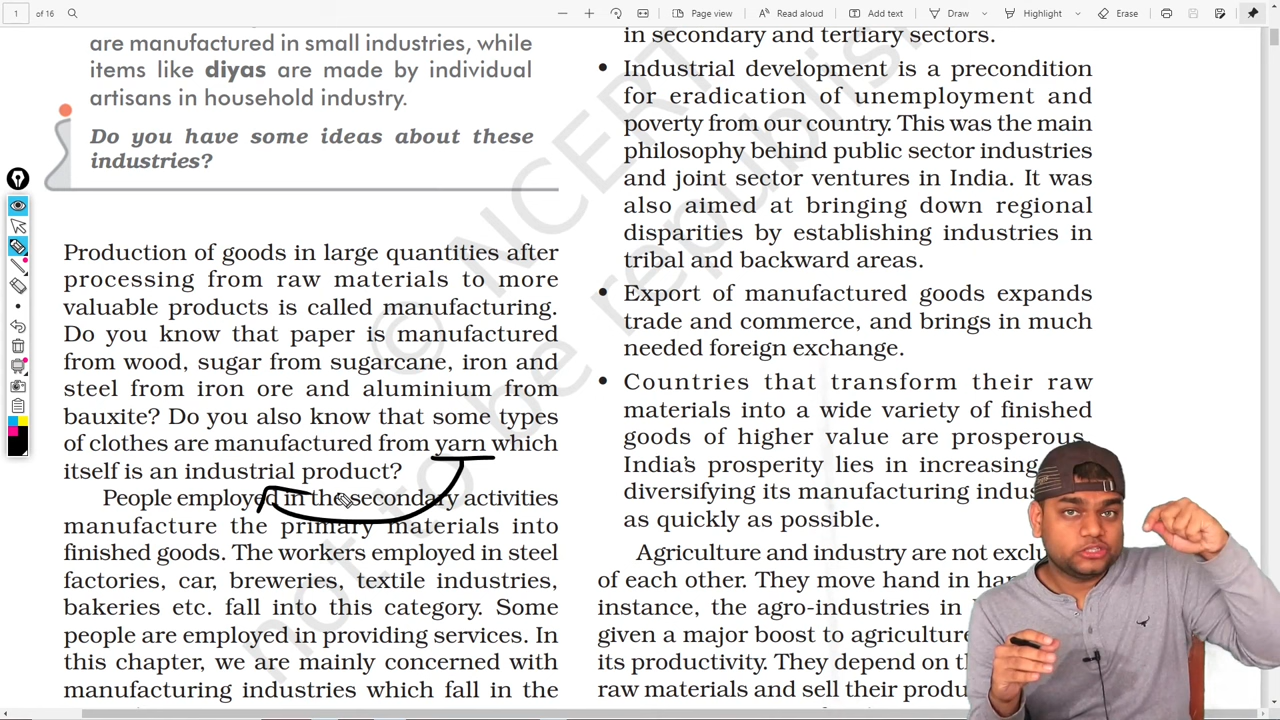 1 of 16 Page view Read aloud Add text Draw Highlight Erase
are manufactured in small industries, while
items like diyas are made by individual
artisans in household industry.
Do you have some ideas about these
industries?
Production of goods in large quantities after
processing from raw materials to more
valuable products is called manufacturing.
Do you know that paper is manufactured
from wood, sugar from sugarcane, iron and
steel from iron ore and aluminium from
bauxite? Do you also know that some types
of clothes are manufactured from yarn which
itself is an industrial product?
People employed in the secondary activities
manufacture the primary materials into
finished goods. The workers employed in steel
factories, car, breweries, textile industries,
bakeries etc. fall into this category. Some
people are employed in providing services. In
this chapter, we are mainly concerned with
manufacturing industries which fall in the
in secondary and tertiary sectors.
• Industrial development is a precondition
for eradication of unemployment and
poverty from our country. This was the main
philosophy behind public sector industries
and joint sector ventures in India. It was
also aimed at bringing down regional
disparities by establishing industries in
tribal and backward areas.
• Export of manufactured goods expands
trade and commerce, and brings in much
needed foreign exchange.
• Countries that transform their raw
materials into a wide variety of finished
goods of higher value are prosperous.
India's prosperity lies in increasing
diversifying its manufacturing
as quickly as possible.
Agriculture and industry are not
of each other. They move hand in
instance, the agro-industries in
given a major boost to agriculture
its productivity. They depend on
raw materials and sell their
© NCERT
not to be republished